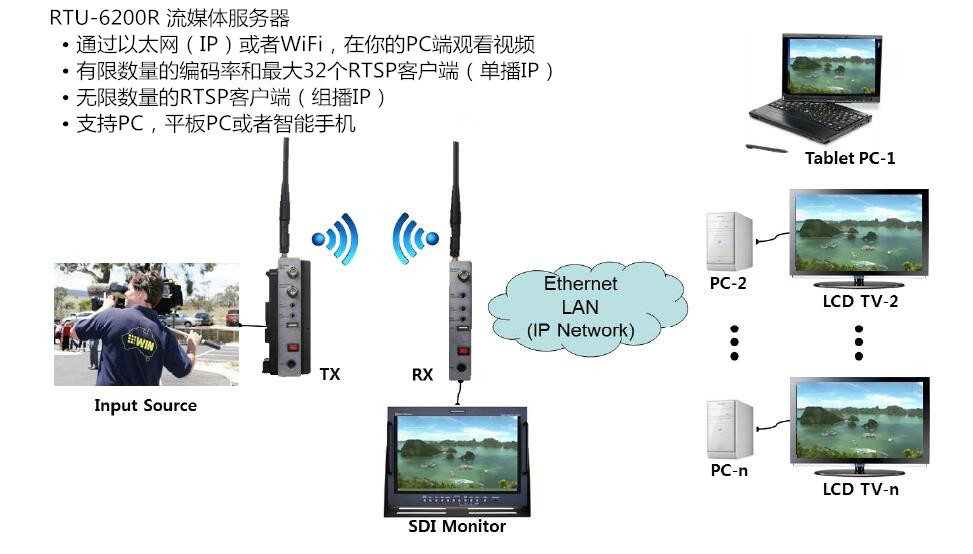 RTU-6200R 流媒体服务器
• 通过以太网（IP）或者WiFi，在你的PC端观看视频
• 有限数量的编码率和最大32个RTSP客户端（单播IP）
• 无限数量的RTSP客户端（组播IP）
• 支持PC，平板PC或者智能手机
Tablet PC-1
Ethernet
LAN
(IP Network)
PC-2
LCD TV-2
WIN
TX
RX
Input Source
PC-n
LCD TV-n
SDI Monitor